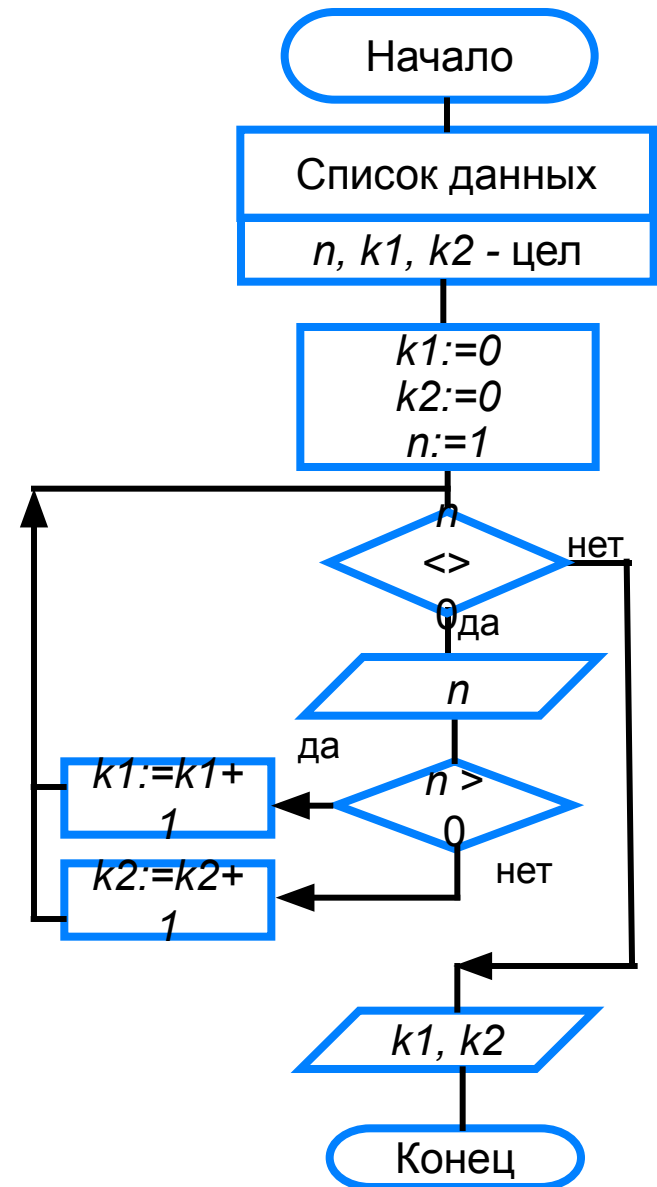 Начало
Список данных
n, k1, k2 - цел
k1:=0
k2:=0
n:=1
n
<>
0
нет
да
n
да
n >
0
нет
k1:=k1+
1
k2:=k2+
1
k1, k2
Конец